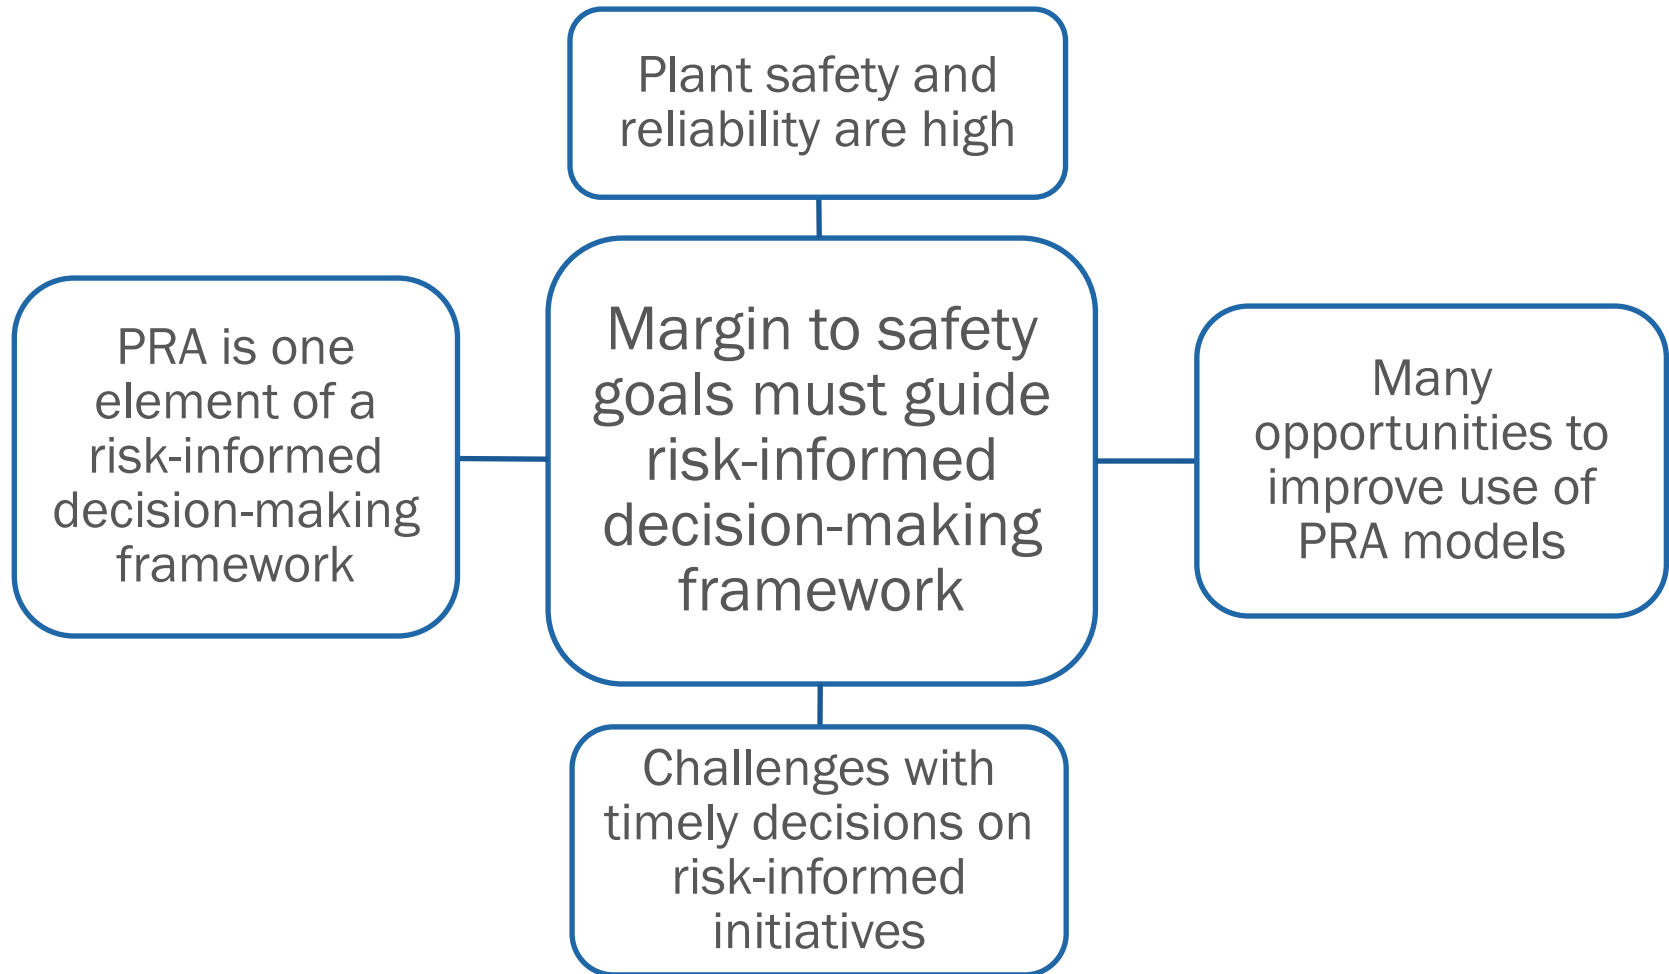 Plant safety and
reliability are high
PRA is one
element of a
risk-informed
decision-making
framework
Margin to safety
goals must guide
risk-informed
decision-making
framework
Many
opportunities to
improve use of
PRA models
Challenges with
timely decisions on
risk-informed
initiatives